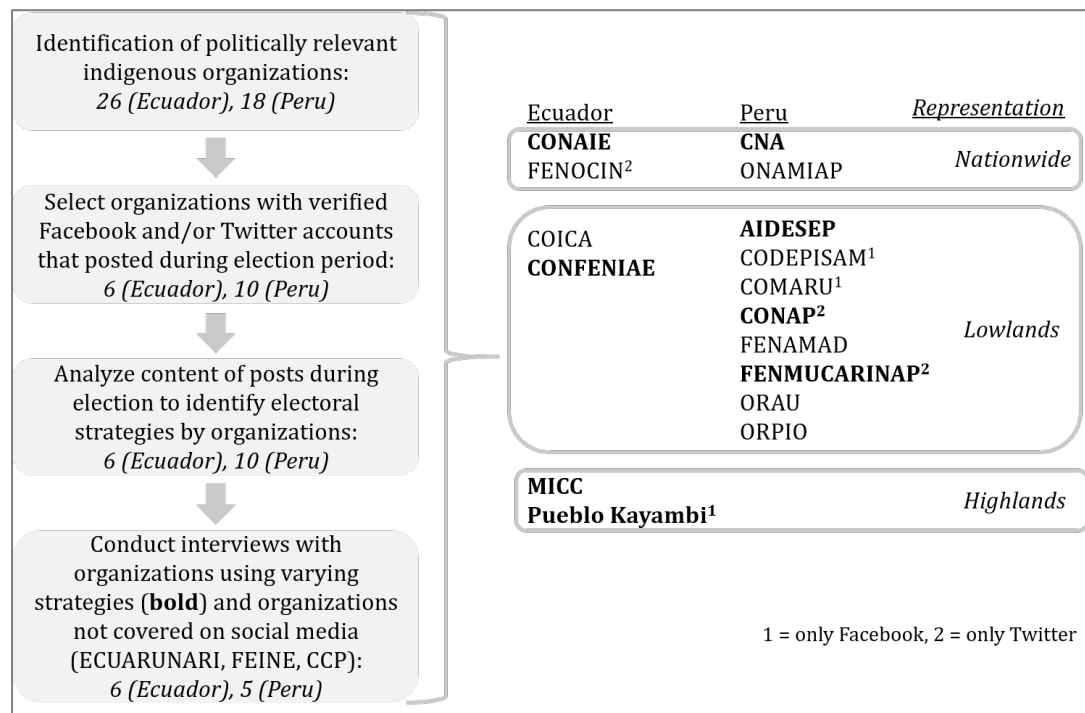 Identification of politically relevant
indigenous organizations:
26 (Ecuador), 18 (Peru)
Select organizations with verified
Facebook and/or Twitter accounts
that posted during election period:
6 (Ecuador), 10 (Peru)
Analyze content of posts during
election to identify electoral
strategies by organizations:
6 (Ecuador), 10 (Peru)
Conduct interviews with
organizations using varying
strategies (bold) and organizations
not covered on social media
(ECUARUNARI, FEINE, CCP):
6 (Ecuador), 5 (Peru)
Ecuador Peru Representation
CONAIE CNA
FENOCIN² ONAMIAP
Nationwide
COICA
CONFENIAE
AIDESEP
CODEPISAM¹
COMARU¹
CONAP²
FENAMAD
FENMUCARINAP²
ORAU
ORPIO
Lowlands
MICC
Pueblo Kayambi¹
Highlands
1 = only Facebook, 2 = only Twitter